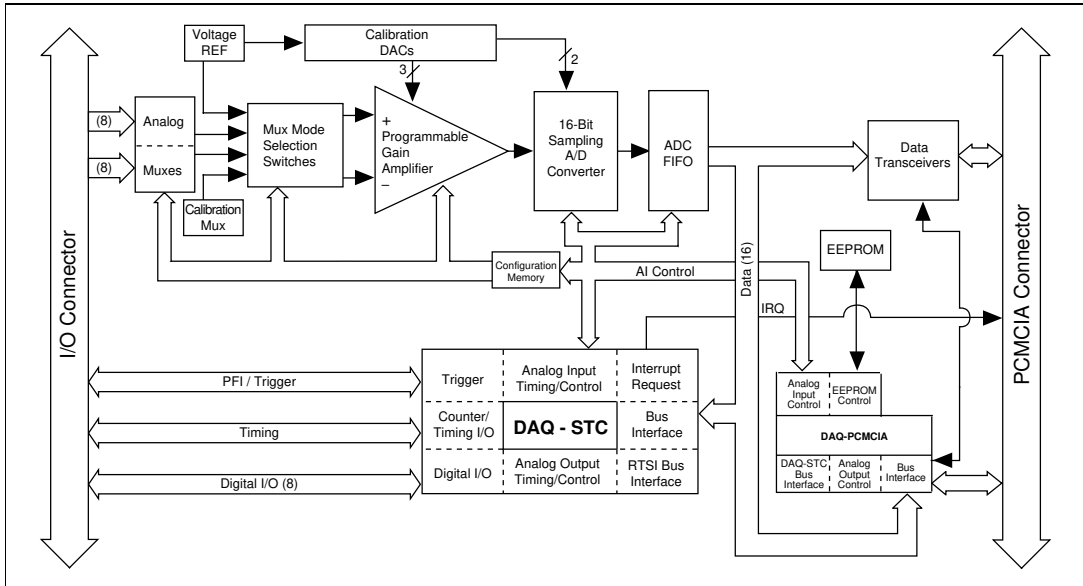 Voltage
REF
Calibration
DACs
3
2
(8)
Analog
(8)
Muxes
Mux Mode
Selection
Switches
+
Programmable
Gain
Amplifier
–
16-Bit
Sampling
A/D
Converter
ADC
FIFO
Data
Transceivers
Calibration
Mux
I/O Connector
PCMCIA Connector
Configuration
Memory
AI Control
Data (16)
EEPROM
IRQ
PFI / Trigger
Timing
Digital I/O (8)
Trigger
Analog Input
Timing/Control
Interrupt
Request
Counter/
Timing I/O
DAQ - STC
Bus
Interface
Digital I/O
Analog Output
Timing/Control
RTSI Bus
Interface
Analog
Input
Control
EEPROM
Control
DAQ-PCMCIA
DAQ-STC
Bus
Interface
Analog
Output
Control
Bus
Interface